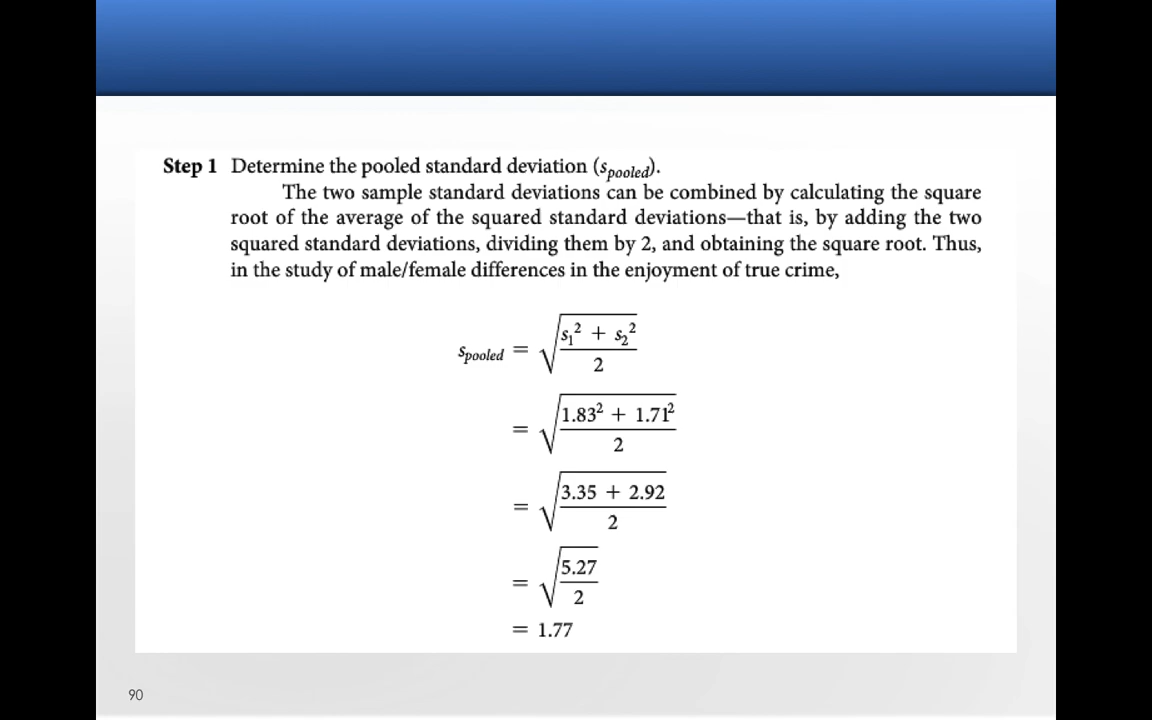 Step 1 Determine the pooled standard deviation (s_pooled).
The two sample standard deviations can be combined by calculating the square
root of the average of the squared standard deviations—that is, by adding the two
squared standard deviations, dividing them by 2, and obtaining the square root. Thus,
in the study of male/female differences in the enjoyment of true crime,
s_pooled = √((s₁² + s₂²)/2)
= √((1.83² + 1.71²)/2)
= √((3.35 + 2.92)/2)
= √(5.27/2)
= 1.77
90